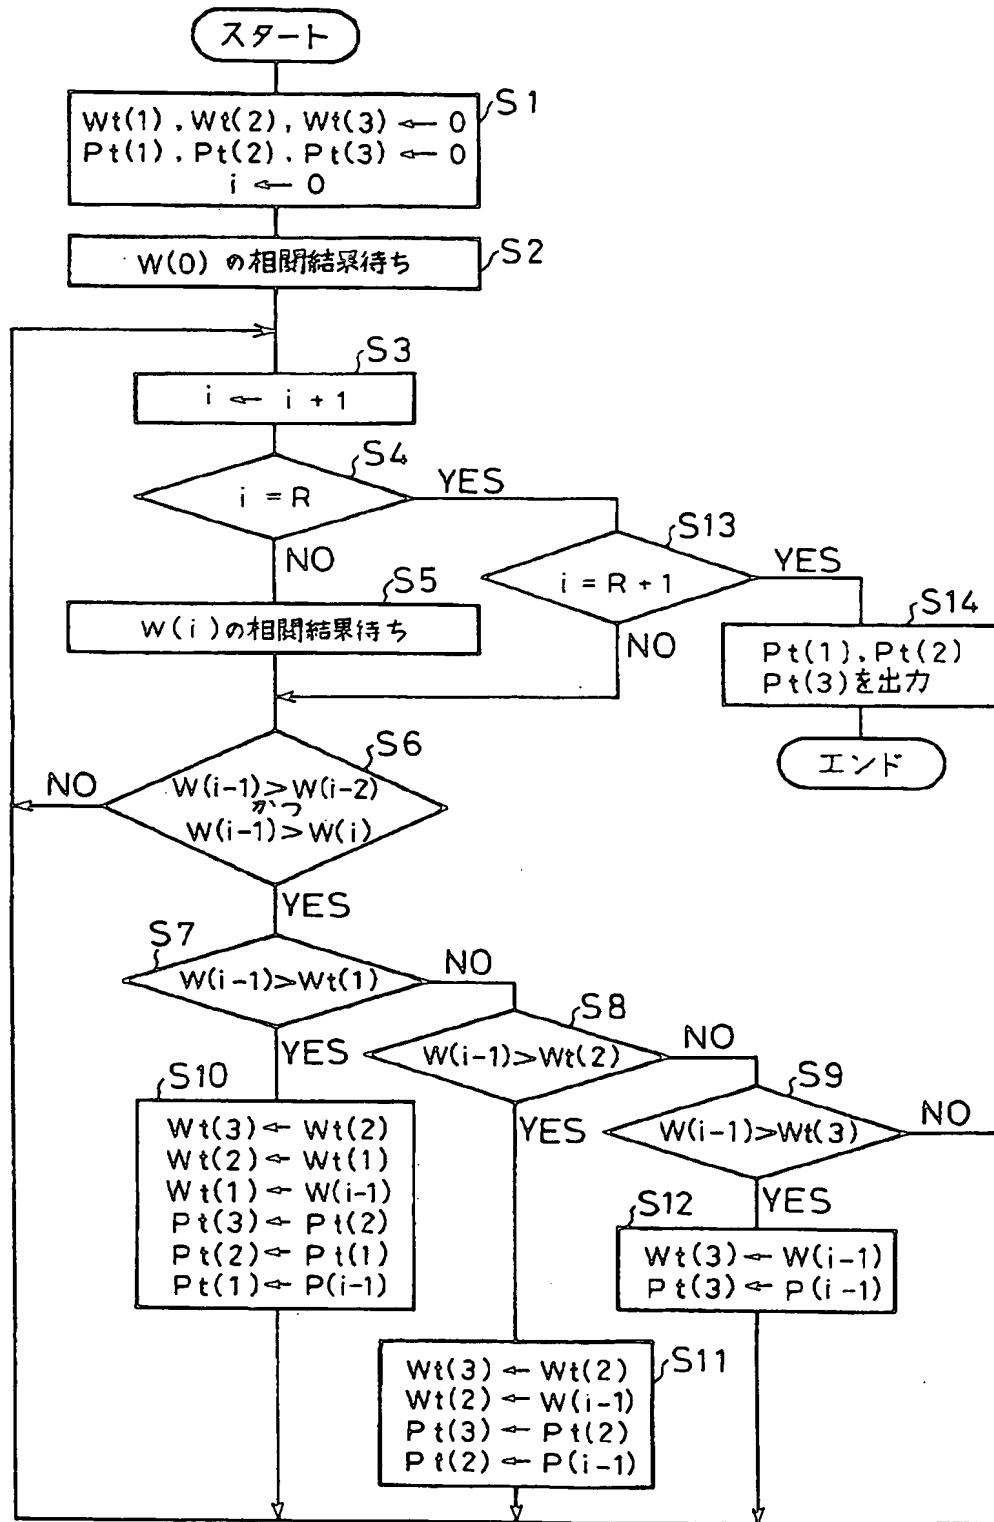 スタート
S1
Wt(1), Wt(2), Wt(3) ← 0
Pt(1), Pt(2), Pt(3) ← 0
i ← 0
S2
W(0) の相関結果待ち
S3
i ← i + 1
S4
i = R
YES
NO
S13
i = R + 1
YES
NO
S5
W(i)の相関結果待ち
S14
Pt(1), Pt(2)
Pt(3)を出力
エンド
S6
W(i-1)>W(i-2)
かつ
W(i-1)>W(i)
NO
YES
S7
W(i-1)>Wt(1)
NO
YES
S8
W(i-1)>Wt(2)
NO
YES
S9
W(i-1)>Wt(3)
NO
YES
S10
Wt(3)← Wt(2)
Wt(2)← Wt(1)
Wt(1)← W(i-1)
Pt(3)← Pt(2)
Pt(2)← Pt(1)
Pt(1)← P(i-1)
S12
Wt(3)← W(i-1)
Pt(3)← P(i-1)
S11
Wt(3)← Wt(2)
Wt(2)← W(i-1)
Pt(3)← Pt(2)
Pt(2)← P(i-1)